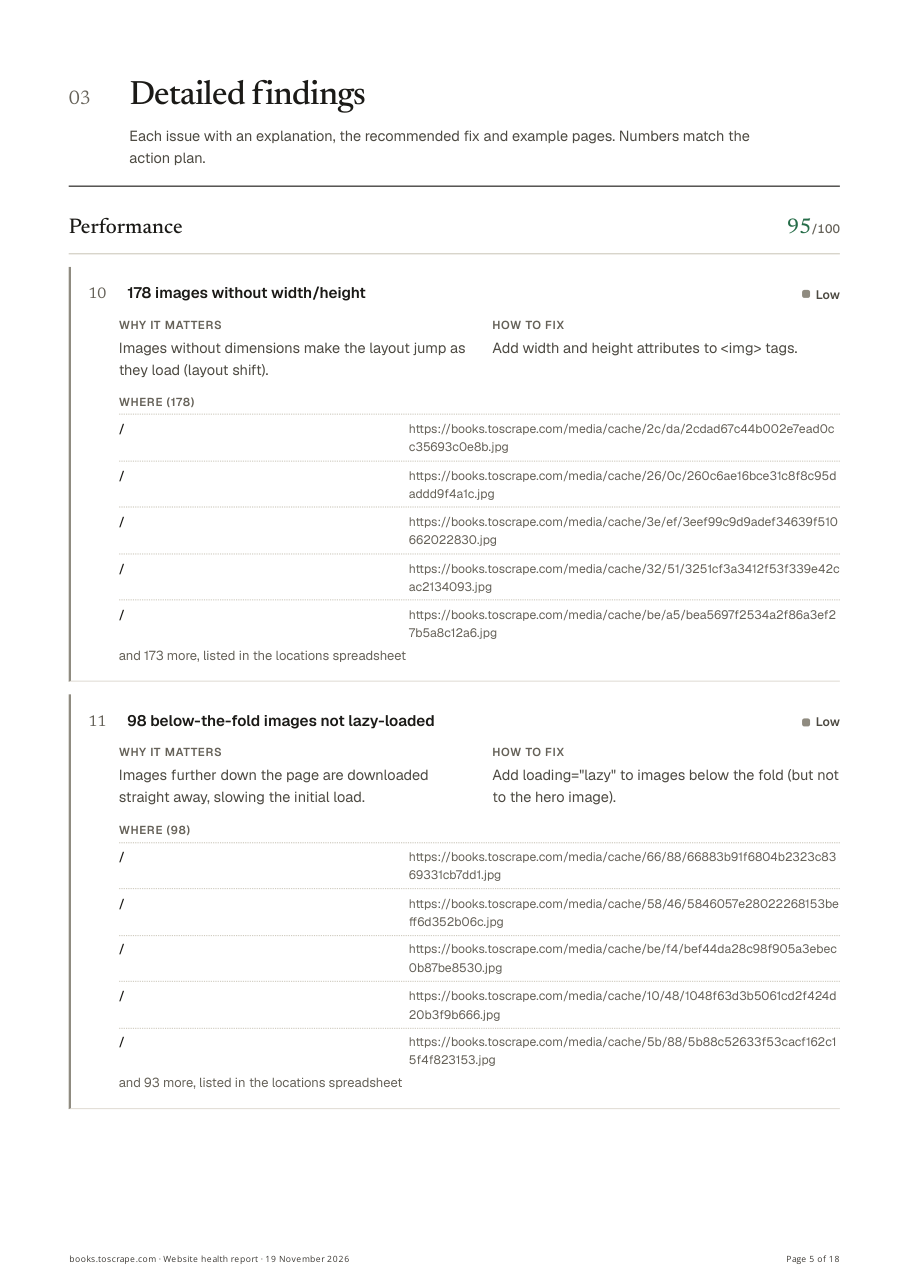 03 Detailed findings
Each issue with an explanation, the recommended fix and example pages. Numbers match the
action plan.
Performance 95/100
10 178 images without width/height Low
WHY IT MATTERS HOW TO FIX
Images without dimensions make the layout jump as Add width and height attributes to <img> tags.
they load (layout shift).
WHERE (178)
/ https://books.toscrape.com/media/cache/2c/da/2cdad67c44b002e7ead0c
c35693c0e8b.jpg
/ https://books.toscrape.com/media/cache/26/0c/260c6ae16bce31c8f8c95d
addd9f4a1c.jpg
/ https://books.toscrape.com/media/cache/3e/ef/3eef99c9d9adef34639f510
662022830.jpg
/ https://books.toscrape.com/media/cache/32/51/3251cf3a3412f53f339e42c
ac2134093.jpg
/ https://books.toscrape.com/media/cache/be/a5/bea5697f2534a2f86a3ef2
7b5a8c12a6.jpg
and 173 more, listed in the locations spreadsheet
11 98 below-the-fold images not lazy-loaded Low
WHY IT MATTERS HOW TO FIX
Images further down the page are downloaded Add loading="lazy" to images below the fold (but not
straight away, slowing the initial load. to the hero image).
WHERE (98)
/ https://books.toscrape.com/media/cache/66/88/66883b91f6804b2323c83
69331cb7dd1.jpg
/ https://books.toscrape.com/media/cache/58/46/5846057e28022268153be
ff6d352b06c.jpg
/ https://books.toscrape.com/media/cache/be/f4/bef44da28c98f905a3ebec
0b87be8530.jpg
/ https://books.toscrape.com/media/cache/10/48/1048f63d3b5061cd2f424d
20b3f9b666.jpg
/ https://books.toscrape.com/media/cache/5b/88/5b88c52633f53cacf162c1
5f4f823153.jpg
and 93 more, listed in the locations spreadsheet
books.toscrape.com · Website health report · 19 November 2026 Page 5 of 18